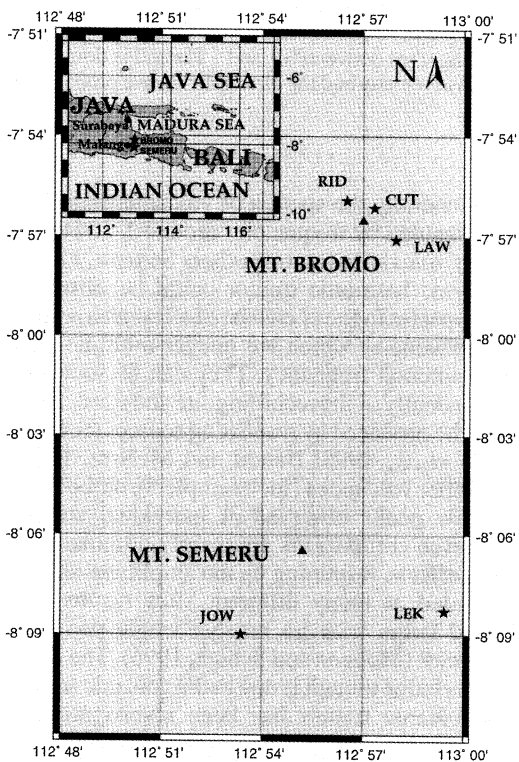 112° 48' 112° 51' 112° 57' 113° 00'
-7° 51' -7° 51'
N
-6°
JAVA SEA
JAVA
Surabaya MADURA SEA
-7° 54' -7° 54'
-8°
BROMO
SEMERU
BALI
INDIAN OCEAN
-10°
112° 114° 116°
RID
CUT
-7° 57' -7° 57'
LAW
MT. BROMO
-8° 00' -8° 00'
-8° 03' -8° 03'
-8° 06' -8° 06'
MT. SEMERU
JOW
LEK
-8° 09' -8° 09'
112° 48' 112° 51' 112° 54' 112° 57' 113° 00'